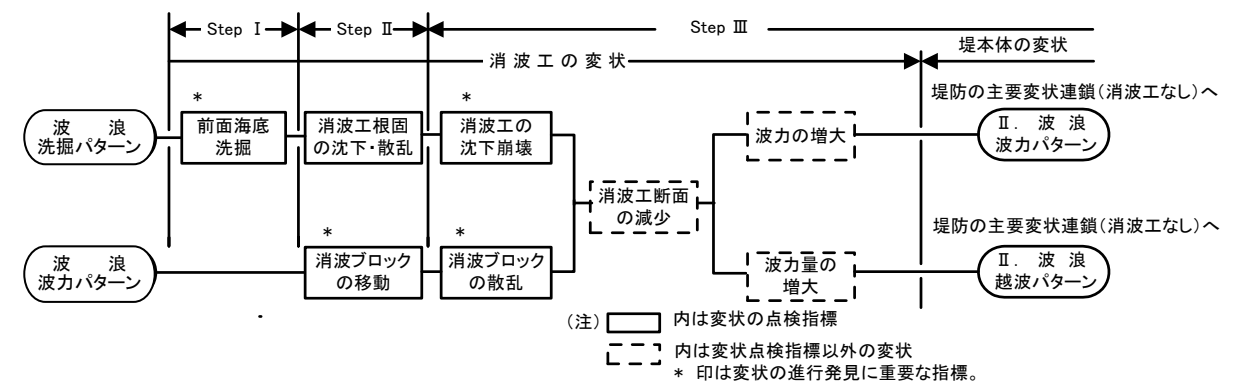 Step Ⅰ
Step Ⅱ
Step Ⅲ
消波工の変状
堤本体の変状
堤防の主要変状連鎖(消波工なし)へ
*
*
波 浪
洗掘パターン
前面海底
洗掘
消波工根固
の沈下・散乱
消波工の
沈下崩壊
波力の増大
Ⅱ. 波 浪
波力パターン
消波工断面
の減少
堤防の主要変状連鎖(消波工なし)へ
*
*
波 浪
波力パターン
消波ブロック
の移動
消波ブロック
の散乱
波力量の
増大
Ⅱ. 波 浪
越波パターン
(注) 内は変状の点検指標
内は変状点検指標以外の変状
* 印は変状の進行発見に重要な指標。